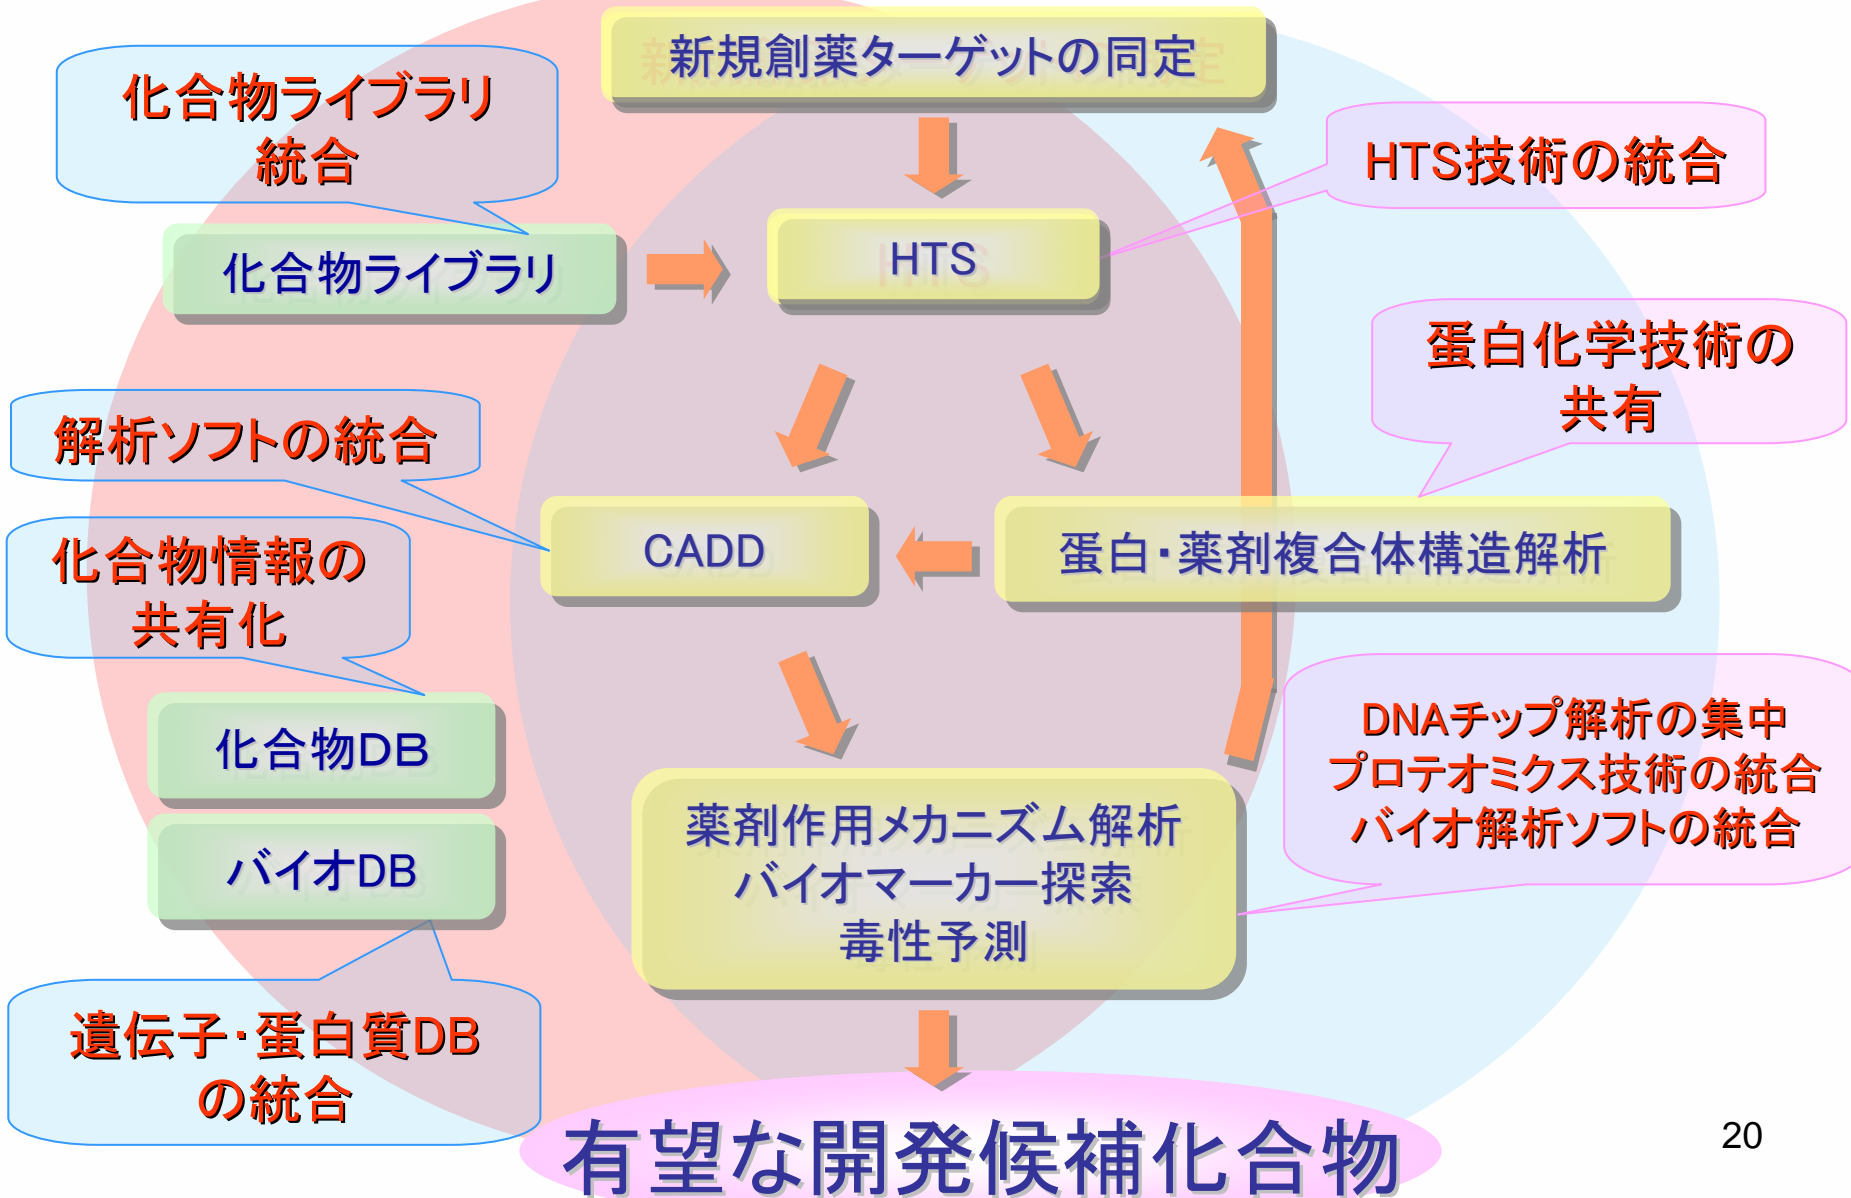 新規創薬ターゲットの同定
化合物ライブラリ
統合
HTS技術の統合
化合物ライブラリ
HTS
蛋白化学技術の
共有
解析ソフトの統合
CADD
蛋白・薬剤複合体構造解析
化合物情報の
共有化
化合物DB
バイオDB
DNAチップ解析の集中
プロテオミクス技術の統合
バイオ解析ソフトの統合
薬剤作用メカニズム解析
バイオマーカー探索
毒性予測
遺伝子・蛋白質DB
の統合
有望な開発候補化合物
20